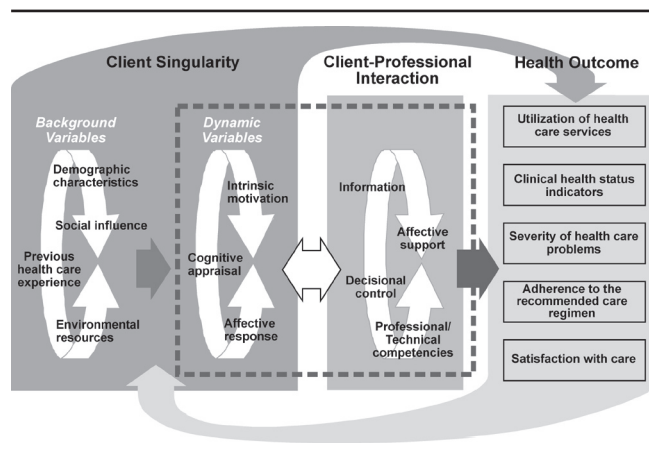 Client Singularity
Client-Professional
Interaction
Health Outcome
Background
Variables
Demographic
characteristics
Social influence
Previous
health care
experience
Environmental
resources
Dynamic
Variables
Intrinsic
motivation
Cognitive
appraisal
Affective
response
Information
Affective
support
Decisional
control
Professional/
Technical
competencies
Utilization of health
care services
Clinical health status
indicators
Severity of health care
problems
Adherence to the
recommended care
regimen
Satisfaction with care